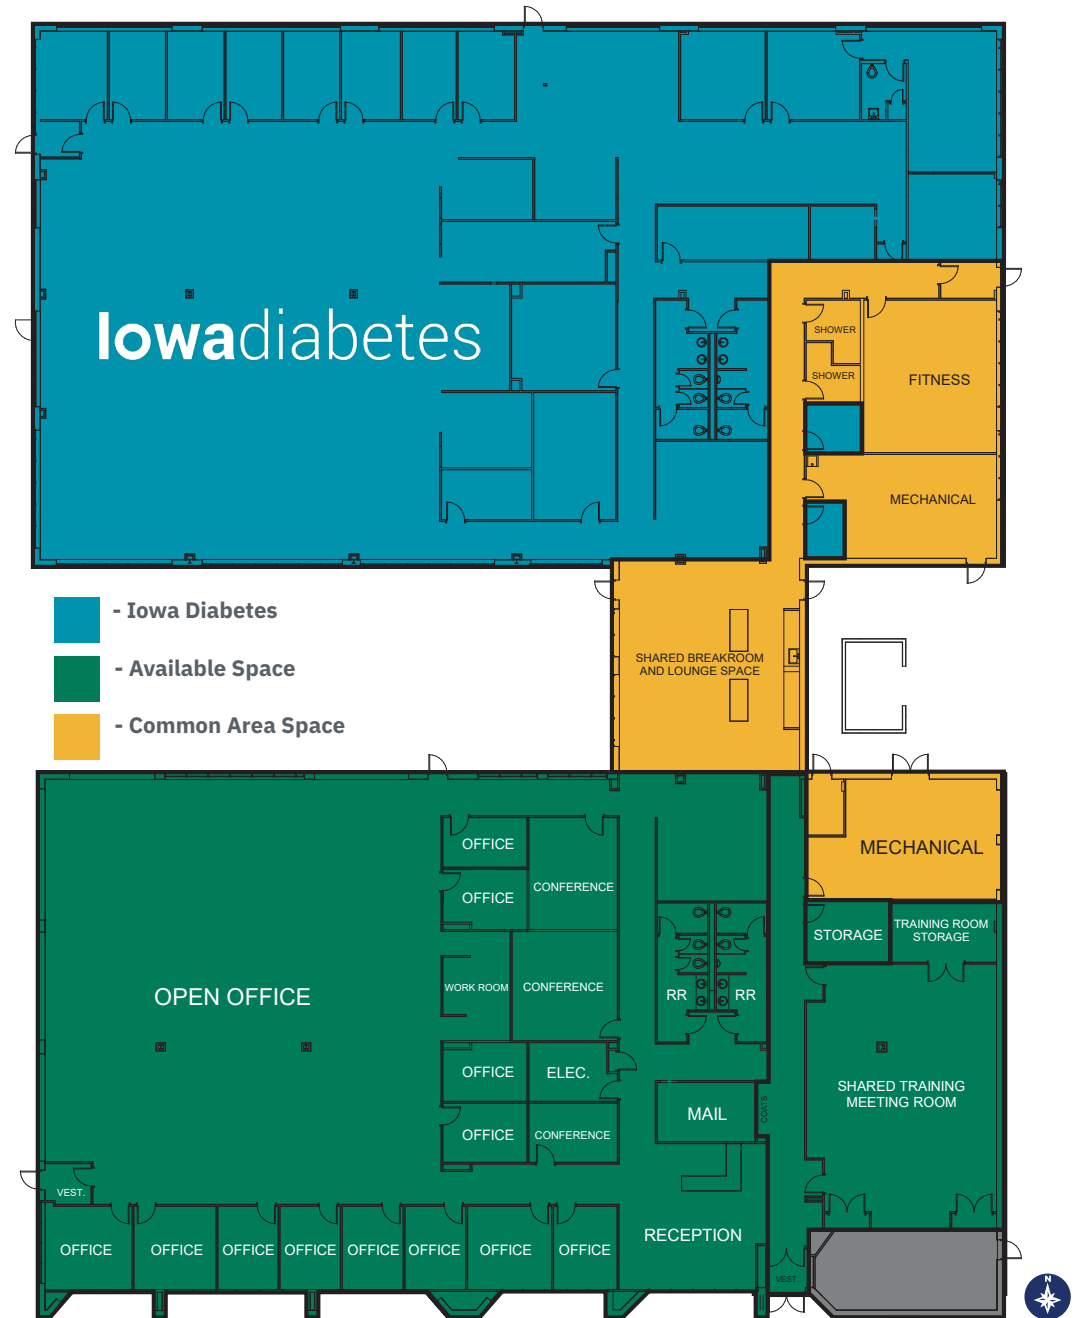 SHOWER
SHOWER
FITNESS
Iowadiabetes
MECHANICAL
- Iowa Diabetes
- Available Space
- Common Area Space
SHARED BREAKROOM
AND LOUNGE SPACE
MECHANICAL
OFFICE
CONFERENCE
OFFICE
STORAGE
TRAINING ROOM
STORAGE
OPEN OFFICE
WORK ROOM
CONFERENCE
RR
RR
OFFICE
ELEC.
SHARED TRAINING
MEETING ROOM
MAIL
COATS
OFFICE
CONFERENCE
VEST.
RECEPTION
OFFICE
OFFICE
OFFICE
OFFICE
OFFICE
OFFICE
OFFICE
OFFICE
VEST.
N